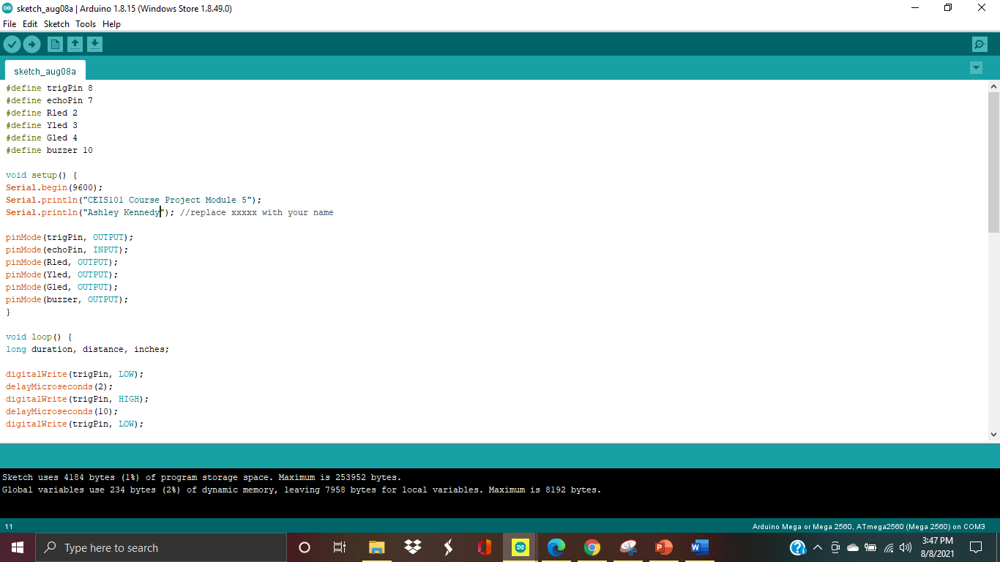 sketch_aug08a | Arduino 1.8.15 (Windows Store 1.8.49.0)
File Edit Sketch Tools Help
sketch_aug08a
#define trigPin 8
#define echoPin 7
#define Rled 2
#define Yled 3
#define Gled 4
#define buzzer 10
void setup() {
Serial.begin(9600);
Serial.println("CEIS101 Course Project Module 5");
Serial.println("Ashley Kennedy"); //replace xxxxx with your name
pinMode(trigPin, OUTPUT);
pinMode(echoPin, INPUT);
pinMode(Rled, OUTPUT);
pinMode(Yled, OUTPUT);
pinMode(Gled, OUTPUT);
pinMode(buzzer, OUTPUT);
}
void loop() {
long duration, distance, inches;
digitalWrite(trigPin, LOW);
delayMicroseconds(2);
digitalWrite(trigPin, HIGH);
delayMicroseconds(10);
digitalWrite(trigPin, LOW);
Sketch uses 4184 bytes (1%) of program storage space. Maximum is 253952 bytes.
Global variables use 234 bytes (2%) of dynamic memory, leaving 7958 bytes for local variables. Maximum is 8192 bytes.
11 Arduino Mega or Mega 2560, ATmega2560 (Mega 2560) on COM3
Type here to search
3:47 PM
8/8/2021